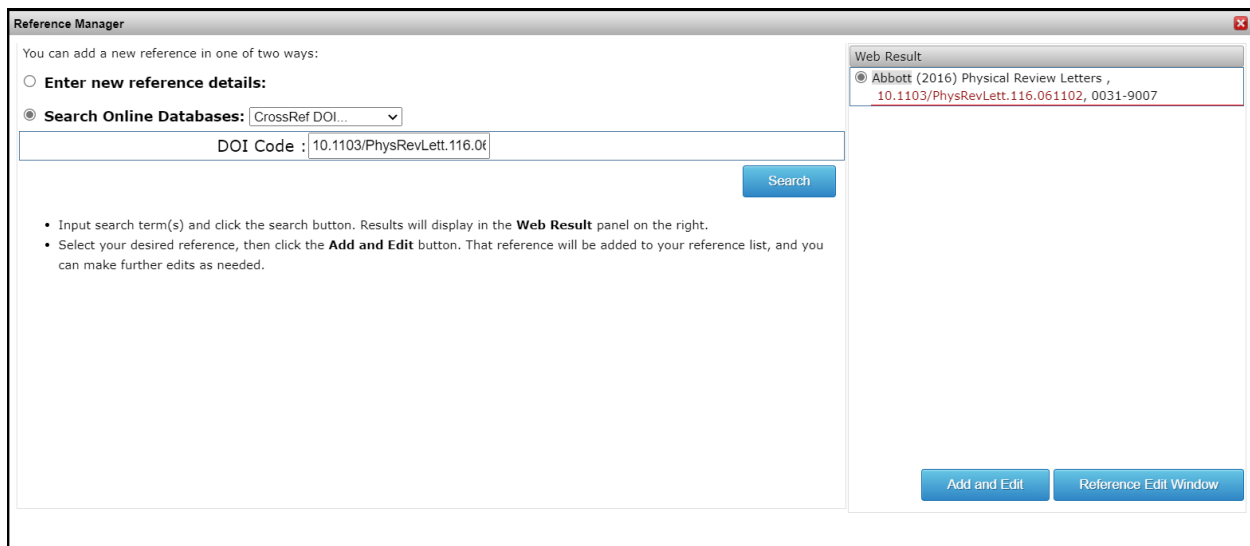 Reference Manager
You can add a new reference in one of two ways:
Enter new reference details:
Search Online Databases: CrossRef DOI...
DOI Code : 10.1103/PhysRevLett.116.06
Search
• Input search term(s) and click the search button. Results will display in the Web Result panel on the right.
• Select your desired reference, then click the Add and Edit button. That reference will be added to your reference list, and you
can make further edits as needed.
Web Result
Abbott (2016) Physical Review Letters ,
10.1103/PhysRevLett.116.061102, 0031-9007
Add and Edit
Reference Edit Window